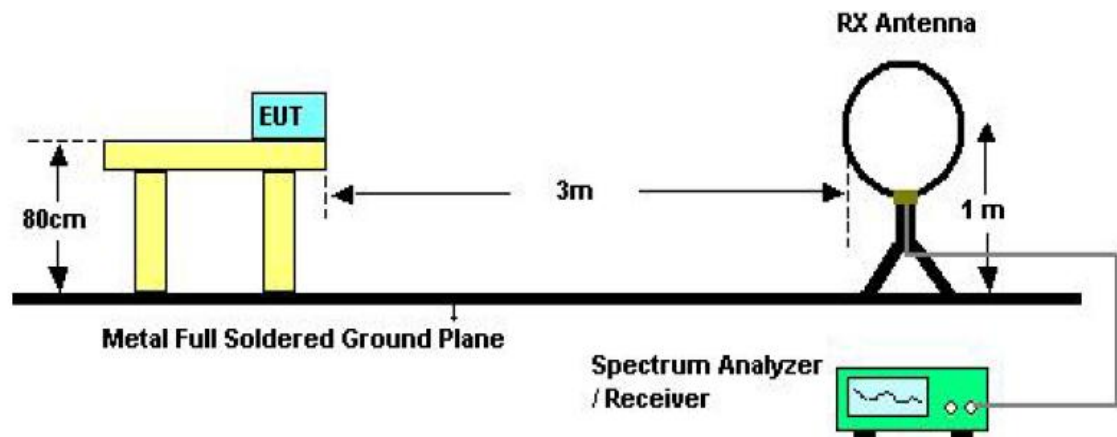 RX Antenna
EUT
3m
80cm
1 m
Metal Full Soldered Ground Plane
Spectrum Analyzer
/ Receiver